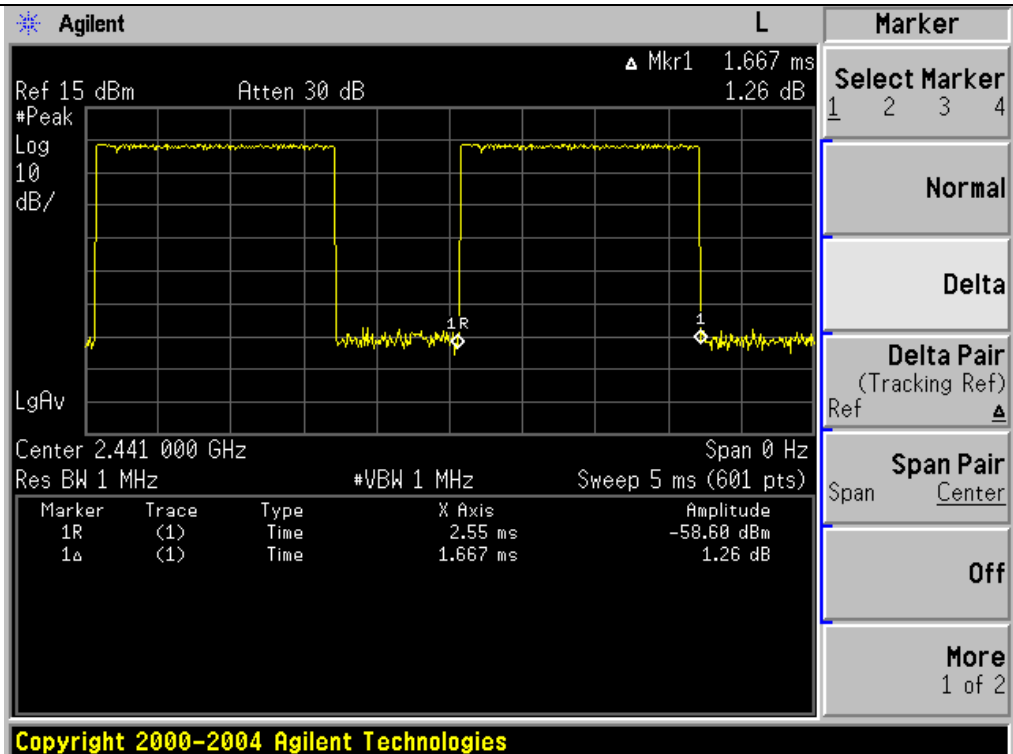 Agilent L
Δ Mkr1 1.667 ms
Ref 15 dBm Atten 30 dB 1.26 dB
#Peak
Log
10
dB/
1R 1
LgAv
Center 2.441 000 GHz Span 0 Hz
Res BW 1 MHz #VBW 1 MHz Sweep 5 ms (601 pts)
Marker Trace Type X Axis Amplitude
1R (1) Time 2.55 ms -58.60 dBm
1Δ (1) Time 1.667 ms 1.26 dB
Copyright 2000-2004 Agilent Technologies
Marker
Select Marker
1 2 3 4
Normal
Delta
Delta Pair
(Tracking Ref)
Ref Δ
Span Pair
Span Center
Off
More
1 of 2